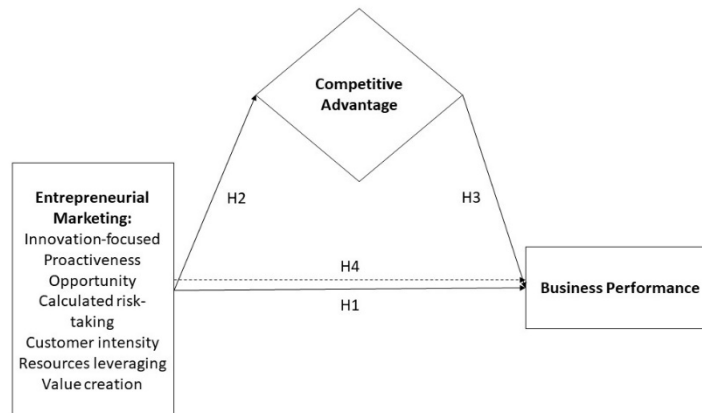 Competitive
Advantage
Entrepreneurial
Marketing:
Innovation-focused
Proactiveness
Opportunity
Calculated risk-
taking
Customer intensity
Resources leveraging
Value creation
H2
H3
H4
H1
Business Performance